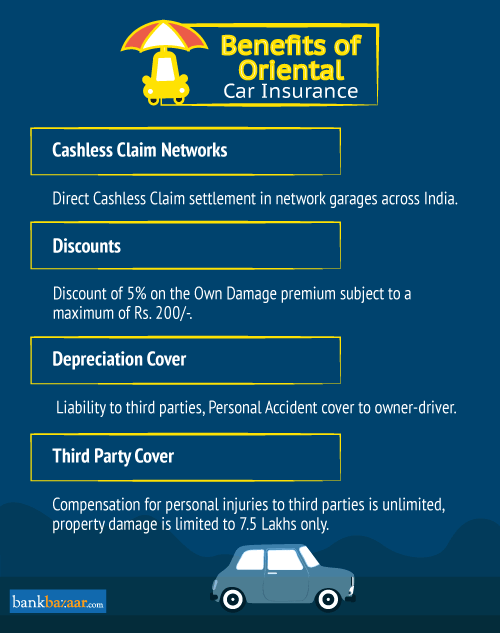 Benefits of
Oriental
Car Insurance
Cashless Claim Networks
Direct Cashless Claim settlement in network garages across India.
Discounts
Discount of 5% on the Own Damage premium subject to a
maximum of Rs. 200/-.
Depreciation Cover
Liability to third parties, Personal Accident cover to owner-driver.
Third Party Cover
Compensation for personal injuries to third parties is unlimited,
property damage is limited to 7.5 Lakhs only.
bankbazaar.com